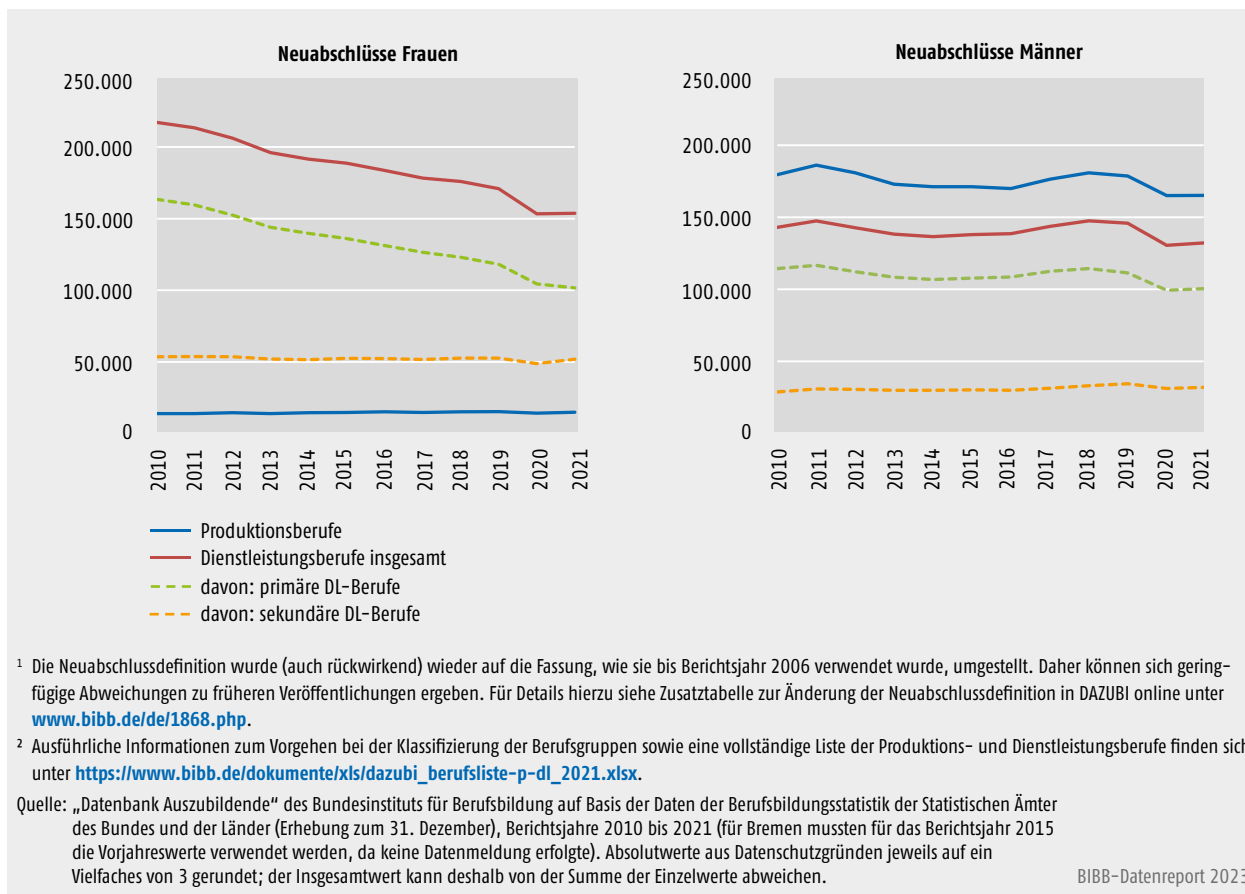 Neuabschlüsse Frauen
250.000
200.000
150.000
100.000
50.000
0
2010
2011
2012
2013
2014
2015
2016
2017
2018
2019
2020
2021
Neuabschlüsse Männer
250.000
200.000
150.000
100.000
50.000
0
2010
2011
2012
2013
2014
2015
2016
2017
2018
2019
2020
2021
Produktionsberufe
Dienstleistungsberufe insgesamt
davon: primäre DL-Berufe
davon: sekundäre DL-Berufe
¹ Die Neuabschlussdefinition wurde (auch rückwirkend) wieder auf die Fassung, wie sie bis Berichtsjahr 2006 verwendet wurde, umgestellt. Daher können sich gering-
fügige Abweichungen zu früheren Veröffentlichungen ergeben. Für Details hierzu siehe Zusatztabelle zur Änderung der Neuabschlussdefinition in DAZUBI online unter
www.bibb.de/de/1868.php.
² Ausführliche Informationen zum Vorgehen bei der Klassifizierung der Berufsgruppen sowie eine vollständige Liste der Produktions- und Dienstleistungsberufe finden sich
unter https://www.bibb.de/dokumente/xls/dazubi_berufsliste-p-dl_2021.xlsx.
Quelle: „Datenbank Auszubildende“ des Bundesinstituts für Berufsbildung auf Basis der Daten der Berufsbildungsstatistik der Statistischen Ämter
des Bundes und der Länder (Erhebung zum 31. Dezember), Berichtsjahre 2010 bis 2021 (für Bremen mussten für das Berichtsjahr 2015
die Vorjahreswerte verwendet werden, da keine Datenmeldung erfolgte). Absolutwerte aus Datenschutzgründen jeweils auf ein
Vielfaches von 3 gerundet; der Insgesamtwert kann deshalb von der Summe der Einzelwerte abweichen.
BIBB-Datenreport 2023